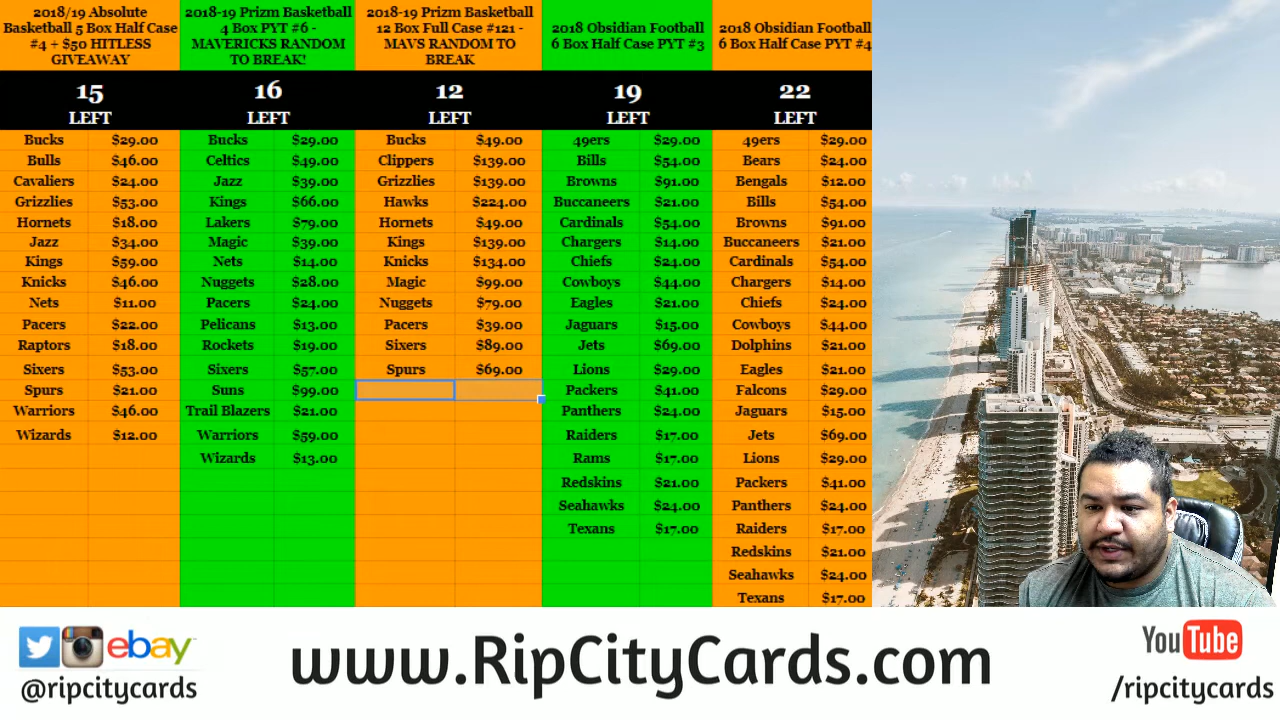 2018/19 Absolute
Basketball 5 Box Half Case
#4 + $50 HITLESS
GIVEAWAY
15
LEFT
Bucks $29.00
Bulls $46.00
Cavaliers $24.00
Grizzlies $53.00
Hornets $18.00
Jazz $34.00
Kings $59.00
Knicks $46.00
Nets $11.00
Pacers $22.00
Raptors $18.00
Sixers $53.00
Spurs $21.00
Warriors $46.00
Wizards $12.00
2018-19 Prizm Basketball
4 Box PYT #6 -
MAVERICKS RANDOM
TO BREAK!
16
LEFT
Bucks $29.00
Celtics $49.00
Jazz $39.00
Kings $66.00
Lakers $79.00
Magic $39.00
Nets $14.00
Nuggets $28.00
Pacers $24.00
Pelicans $13.00
Rockets $19.00
Sixers $57.00
Suns $99.00
Trail Blazers $21.00
Warriors $59.00
Wizards $13.00
2018-19 Prizm Basketball
12 Box Full Case #121 -
MAVS RANDOM TO
BREAK
12
LEFT
Bucks $49.00
Clippers $139.00
Grizzlies $139.00
Hawks $224.00
Hornets $49.00
Kings $139.00
Knicks $134.00
Magic $99.00
Nuggets $79.00
Pacers $39.00
Sixers $89.00
Spurs $69.00
2018 Obsidian Football
6 Box Half Case PYT #3
19
LEFT
49ers $29.00
Bills $54.00
Browns $91.00
Buccaneers $21.00
Cardinals $54.00
Chargers $14.00
Chiefs $24.00
Cowboys $44.00
Eagles $21.00
Jaguars $15.00
Jets $69.00
Lions $29.00
Packers $41.00
Panthers $24.00
Raiders $17.00
Rams $17.00
Redskins $21.00
Seahawks $24.00
Texans $17.00
2018 Obsidian Football
6 Box Half Case PYT #4
22
LEFT
49ers $29.00
Bears $24.00
Bengals $12.00
Bills $54.00
Browns $91.00
Buccaneers $21.00
Cardinals $54.00
Chargers $14.00
Chiefs $24.00
Cowboys $44.00
Dolphins $21.00
Eagles $21.00
Falcons $29.00
Jaguars $15.00
Jets $69.00
Lions $29.00
Packers $41.00
Panthers $24.00
Raiders $17.00
Redskins $21.00
Seahawks $24.00
Texans $17.00
ebay
@ripcitycards
www.RipCityCards.com
YouTube
/ripcitycards